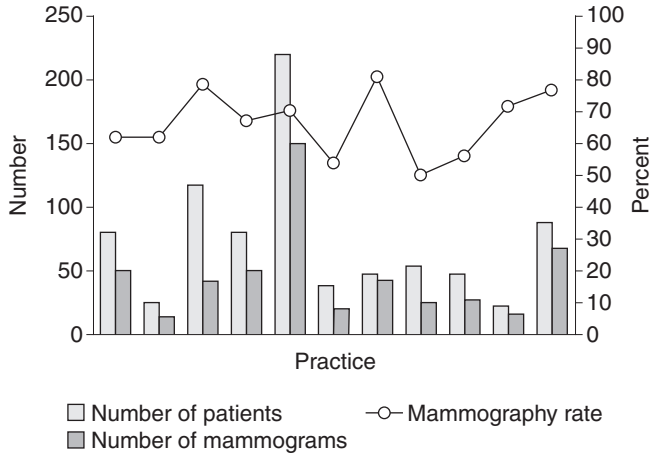 250
200
150
100
50
0
Number
100
90
80
70
60
50
40
30
20
10
0
Percent
Practice
Number of patients
Mammography rate
Number of mammograms